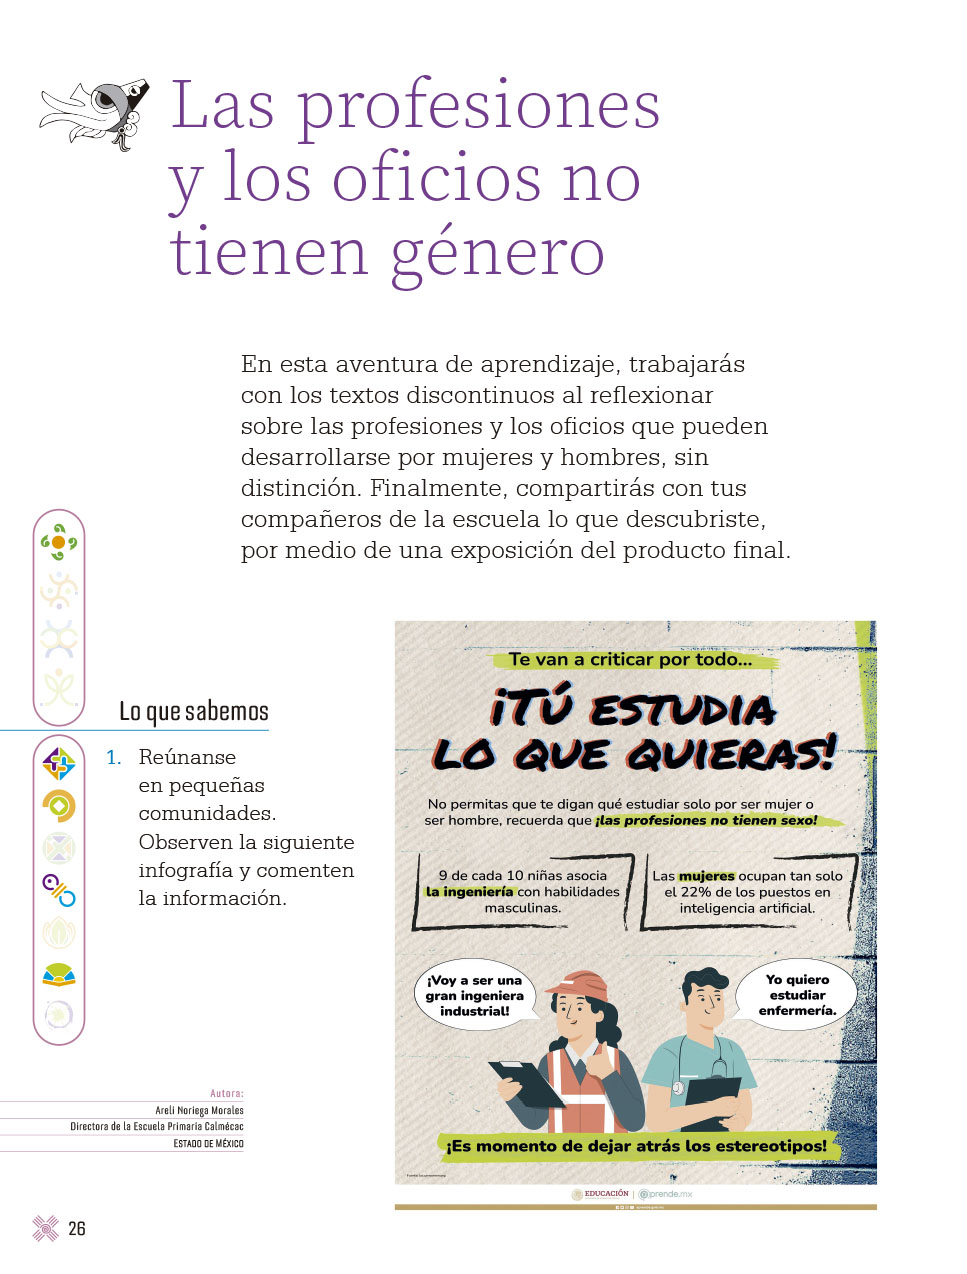 Las profesiones
y los oficios no
tienen género
En esta aventura de aprendizaje, trabajarás
con los textos discontinuos al reflexionar
sobre las profesiones y los oficios que pueden
desarrollarse por mujeres y hombres, sin
distinción. Finalmente, compartirás con tus
compañeros de la escuela lo que descubriste,
por medio de una exposición del producto final.
Lo que sabemos
1. Reúnanse
en pequeñas
comunidades.
Observen la siguiente
infografía y comenten
la información.
Te van a criticar por todo...
¡TÚ ESTUDIA
LO QUE QUIERAS!
No permitas que te digan qué estudiar solo por ser mujer o
ser hombre, recuerda que ¡las profesiones no tienen sexo!
9 de cada 10 niñas asocia
la ingeniería con habilidades
masculinas.
Las mujeres ocupan tan solo
el 22% de los puestos en
inteligencia artificial.
¡Voy a ser una
gran ingeniera
industrial!
Yo quiero
estudiar
enfermería.
¡Es momento de dejar atrás los estereotipos!
EDUCACIÓN | @prende.mx
Autora:
Areli Noriega Morales
Directora de la Escuela Primaria Calmécac
ESTADO DE MÉXICO
26